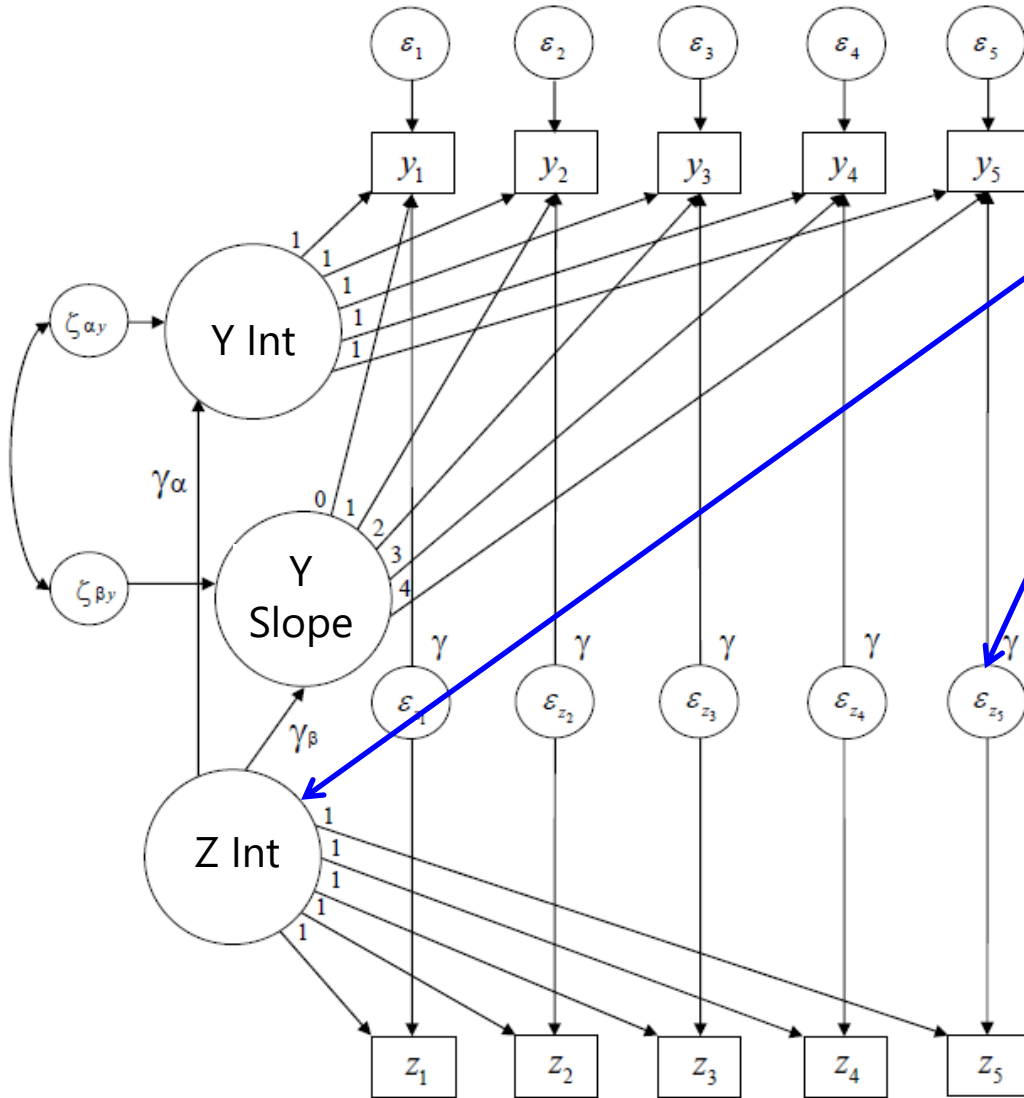 ε₁ ε₂ ε₃ ε₄ ε₅
y₁ y₂ y₃ y₄ y₅
1
1
1
1
1
Y Int
ζαy
γα
0 1 2 3 4
Y
Slope
ζβy
γ γ γ γ γ
εz₁ εz₂ εz₃ εz₄ εz₅
γβ
Z Int
1
1
1
1
1
z₁ z₂ z₃ z₄ z₅